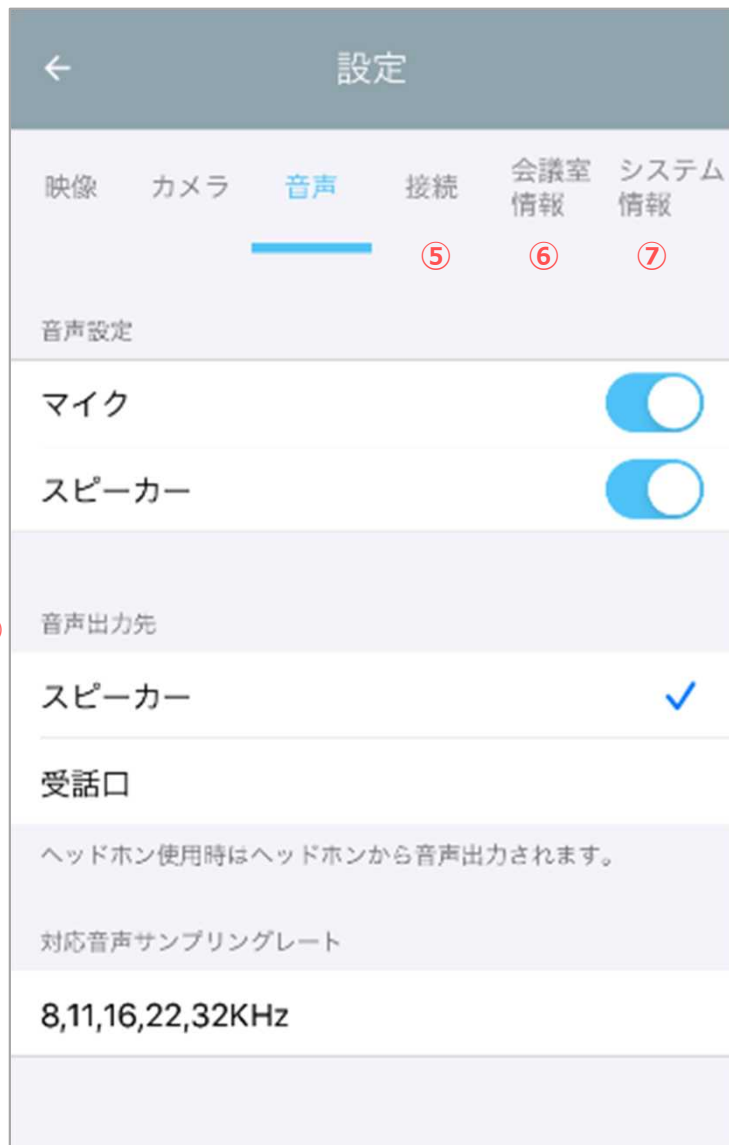 ← 設定
映像 カメラ 音声 接続 会議室 システム
情報 情報
⑤ ⑥ ⑦
音声設定
マイク
スピーカー
音声出力先
スピーカー
受話口
ヘッドホン使用時はヘッドホンから音声出力されます。
対応音声サンプリングレート
8,11,16,22,32KHz